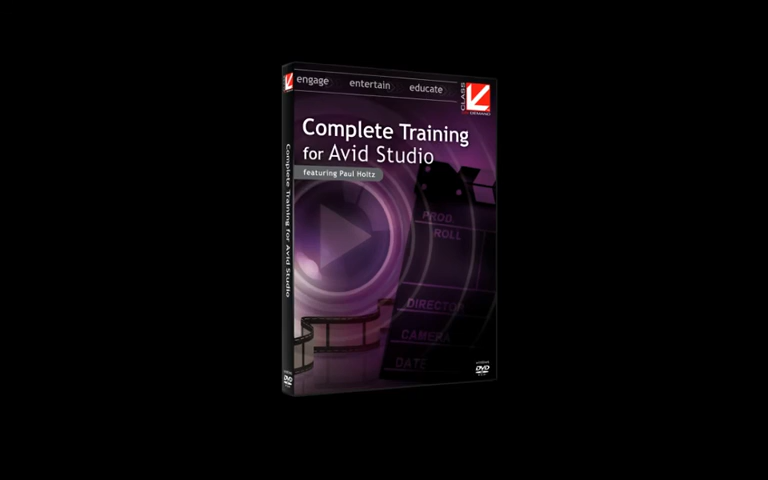 engage
entertain
educate
CLASS
ON DEMAND
Complete Training
for Avid Studio
featuring Paul Holtz
PROD
ROLL
DIRECTOR
CAMERA
DATE
DVD
Complete Training for Avid Studio
DVD